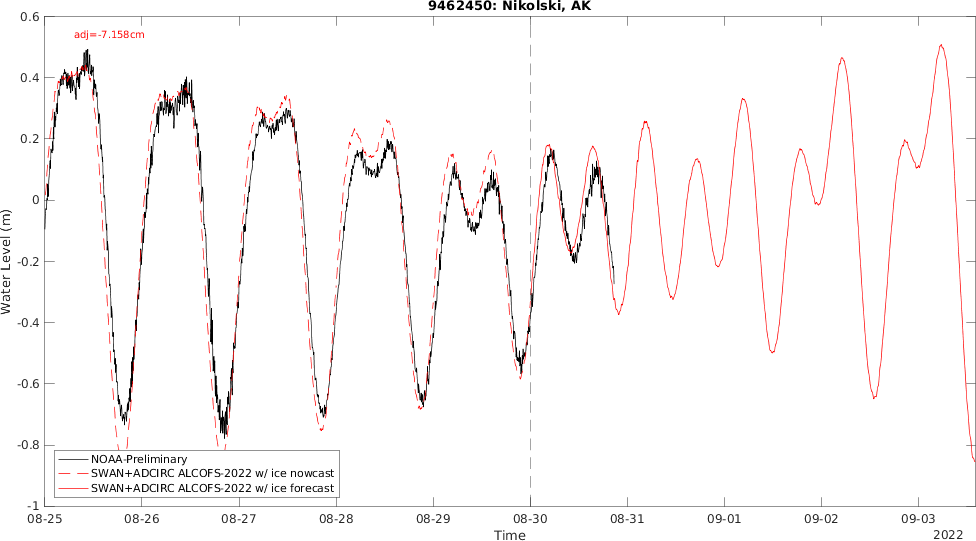 9462450: Nikolski, AK
adj=-7.158cm
0.6
0.4
0.2
0
-0.2
-0.4
-0.6
-0.8
-1
Water Level (m)
NOAA-Preliminary
SWAN+ADCIRC ALCOFS-2022 w/ ice nowcast
SWAN+ADCIRC ALCOFS-2022 w/ ice forecast
08-25 08-26 08-27 08-28 08-29 08-30 08-31 09-01 09-02 09-03
Time
2022